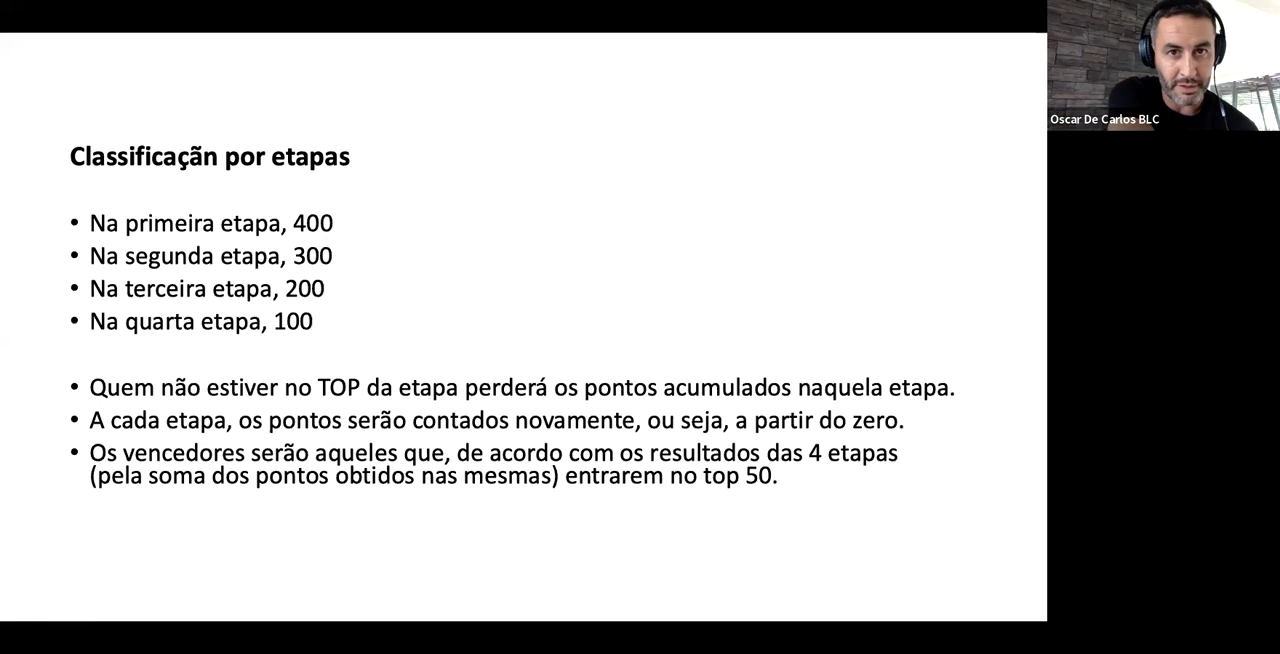 Classificaçãn por etapas
• Na primeira etapa, 400
• Na segunda etapa, 300
• Na terceira etapa, 200
• Na quarta etapa, 100
• Quem não estiver no TOP da etapa perderá os pontos acumulados naquela etapa.
• A cada etapa, os pontos serão contados novamente, ou seja, a partir do zero.
• Os vencedores serão aqueles que, de acordo com os resultados das 4 etapas
(pela soma dos pontos obtidos nas mesmas) entrarem no top 50.
Oscar De Carlos BLC